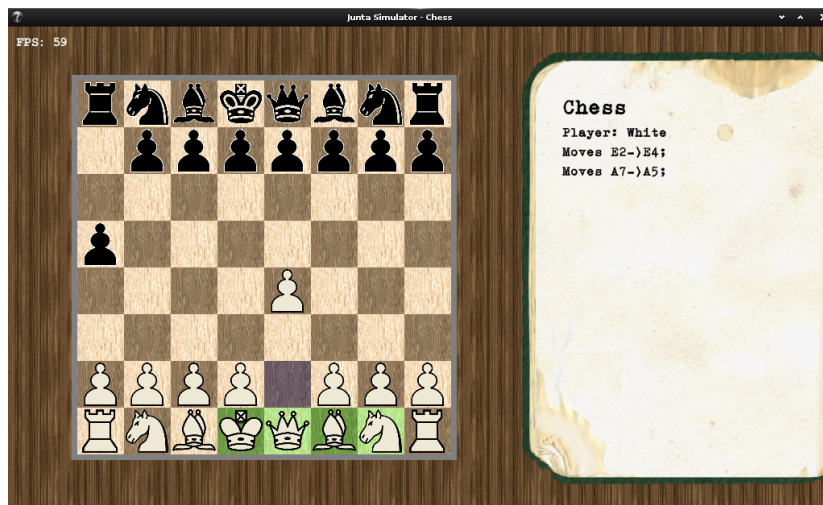 Junta Simulator - Chess
FPS: 59
Chess
Player: White
Moves E2->E4;
Moves A7->A5;